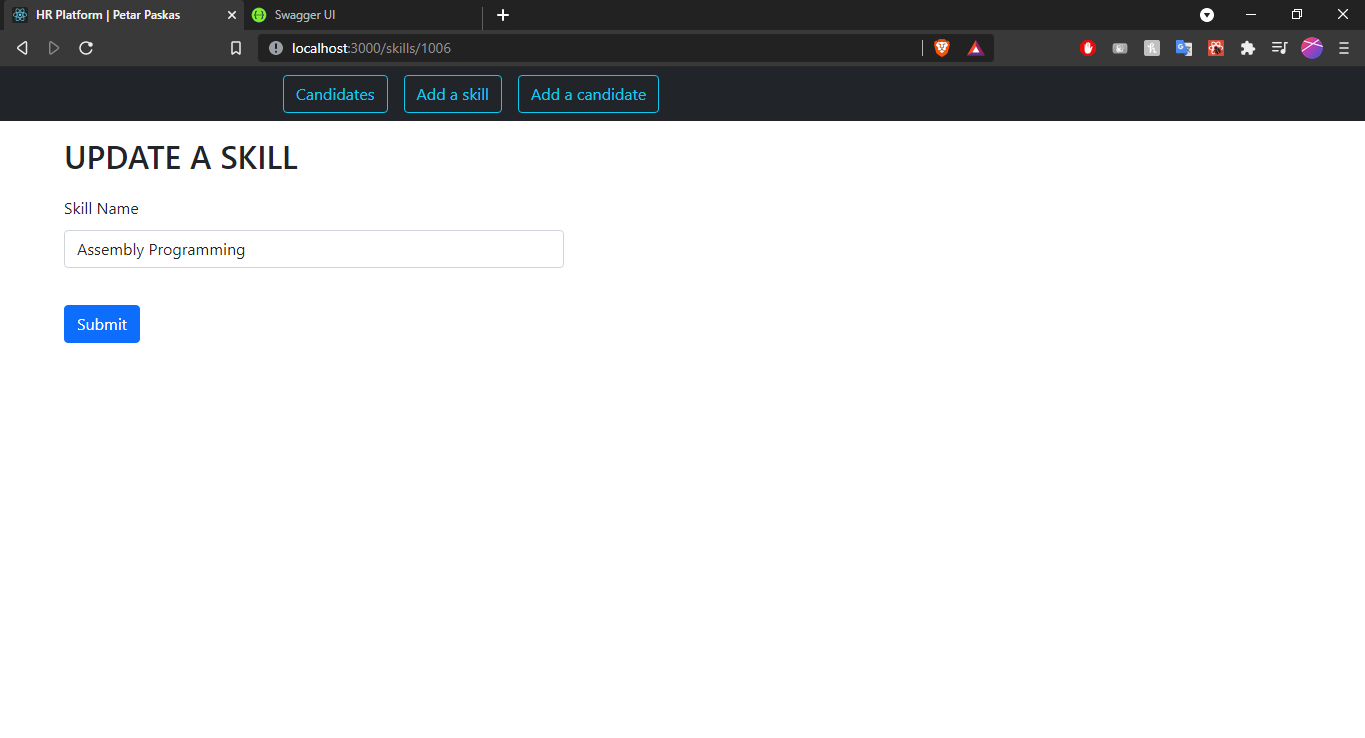 HR Platform | Petar Paskas
Swagger UI
localhost:3000/skills/1006
Candidates
Add a skill
Add a candidate
UPDATE A SKILL
Skill Name
Assembly Programming
Submit